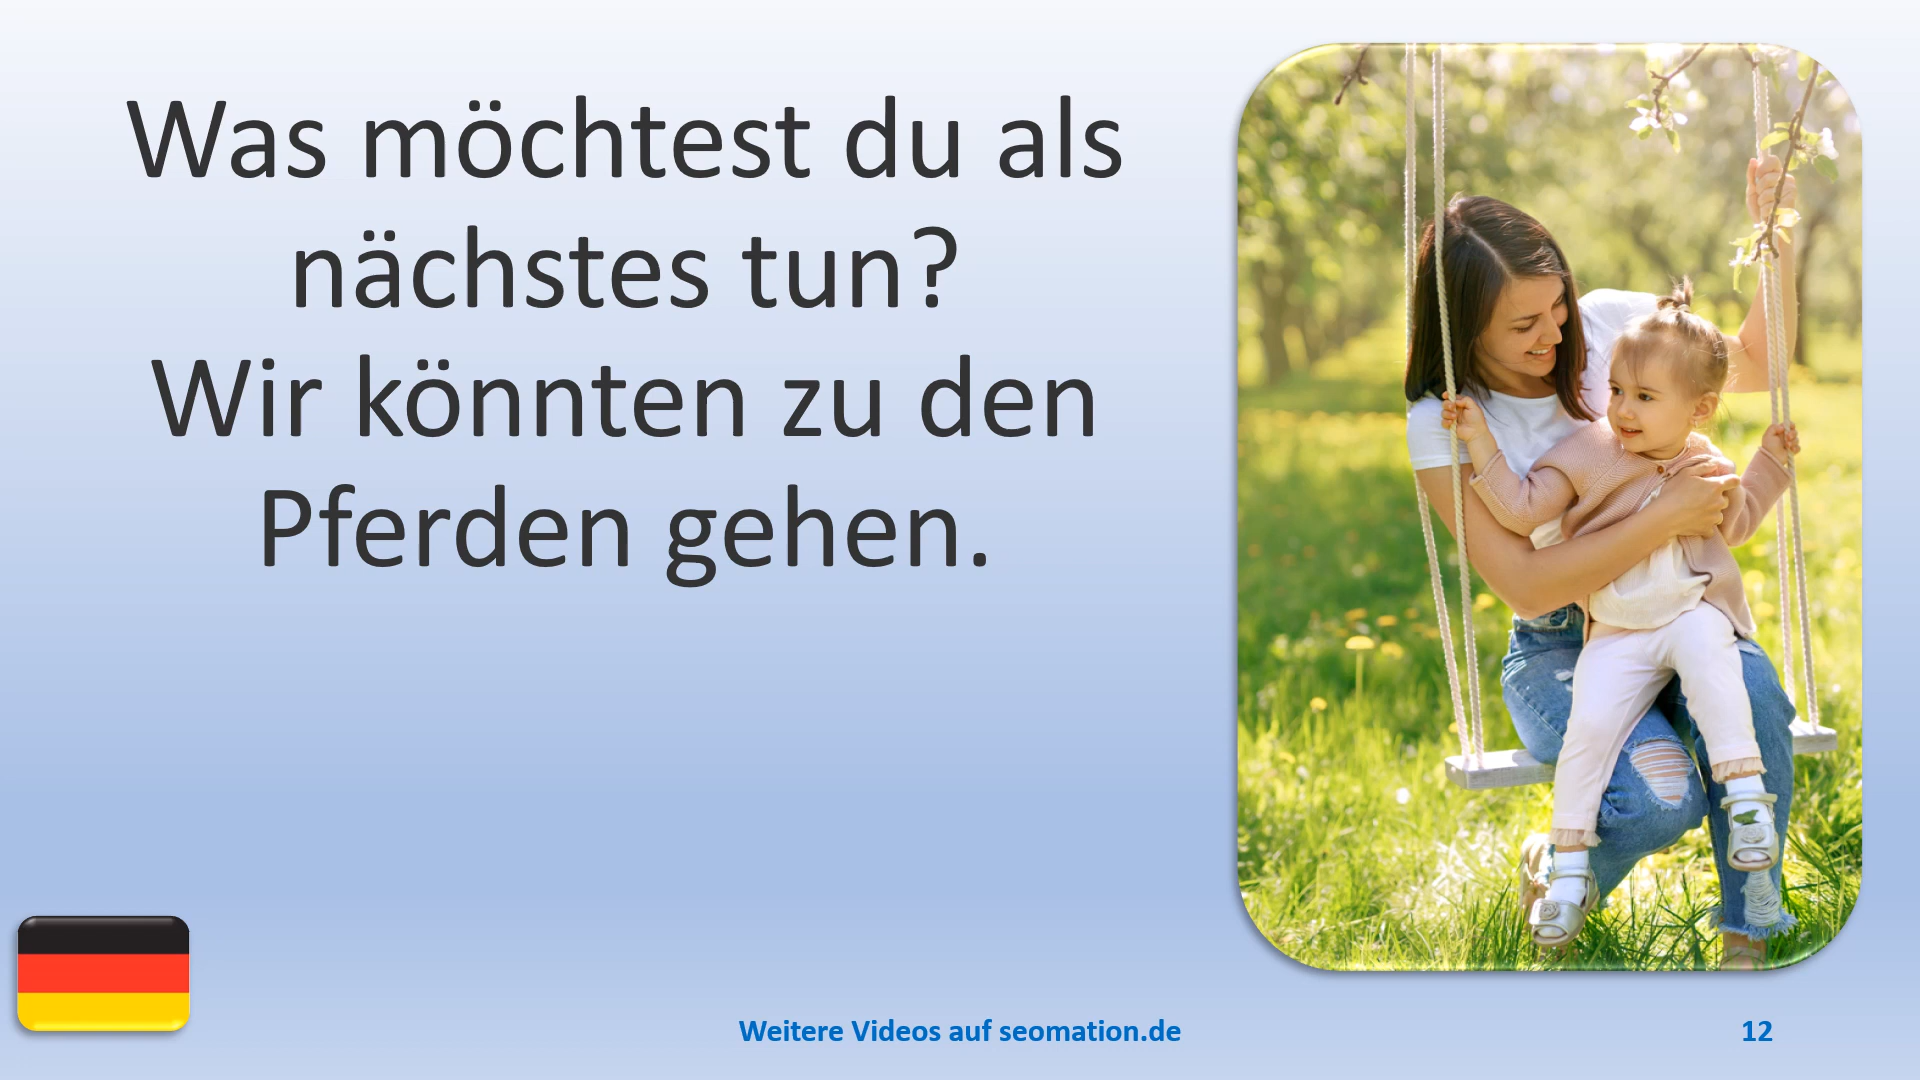 Was möchtest du als
nächstes tun?
Wir könnten zu den
Pferden gehen.
Weitere Videos auf seomation.de
12